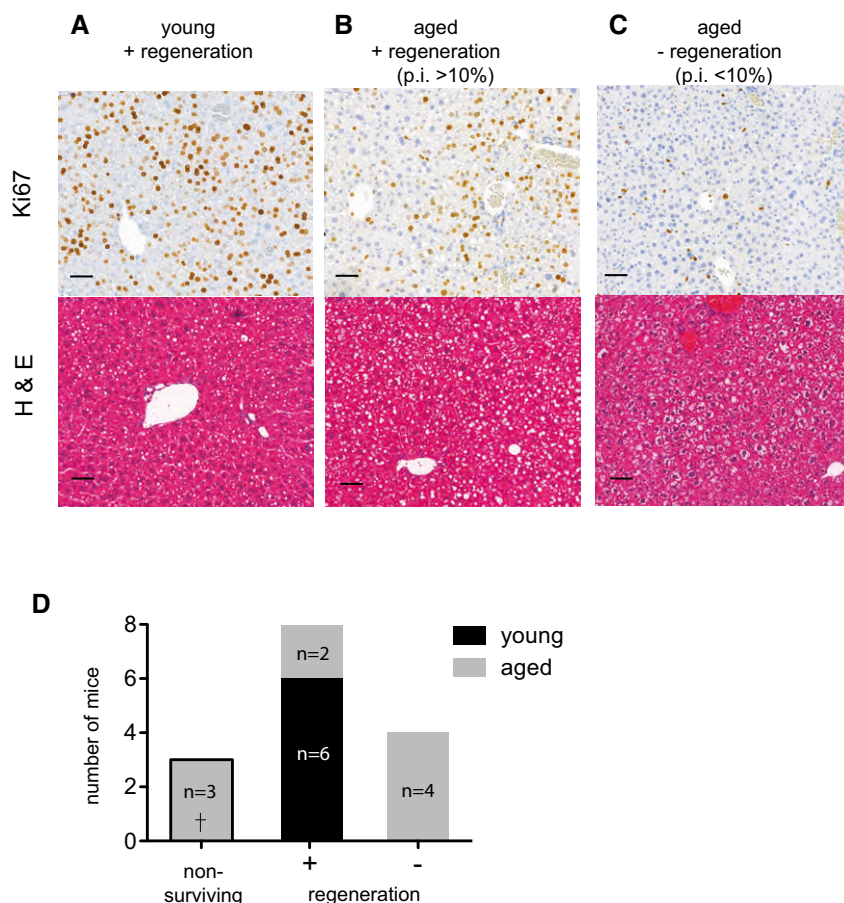 A
young
+ regeneration
B
aged
+ regeneration
(p.i. >10%)
C
aged
- regeneration
(p.i. <10%)
Ki67
H & E
D
number of mice
8
6
4
2
0
n=3
†
n=2
n=6
n=4
young
aged
non-
surviving
+
-
regeneration